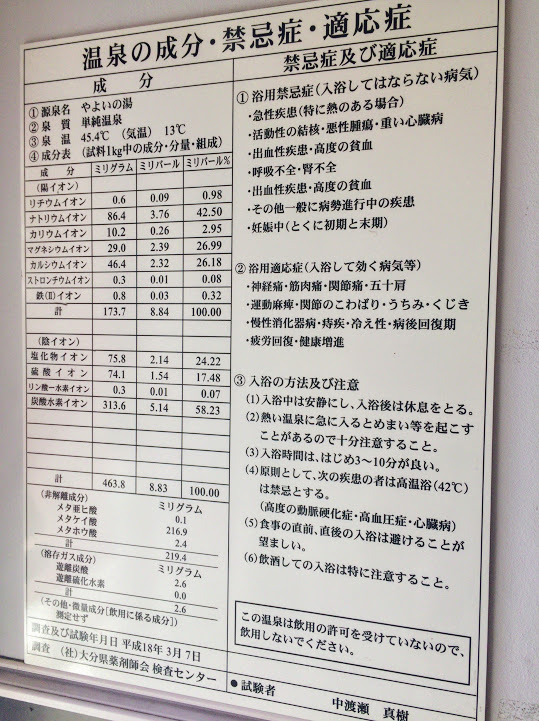 温泉の成分・禁忌症・適応症
成　分
① 源泉名　やよいの湯
② 泉　質　単純温泉
③ 泉　温　45.4℃　（気温）　13℃
④ 成分表　（試料1kg中の成分・分量・組成）
成　分　ミリグラム　ミリバール　ミリバール%
（陽イオン）
リチウムイオン　0.6　0.09　0.98
ナトリウムイオン　86.4　3.76　42.50
カリウムイオン　10.2　0.26　2.95
マグネシウムイオン　29.0　2.39　26.99
カルシウムイオン　46.4　2.32　26.18
ストロンチウムイオン　0.3　0.01　0.08
鉄(Ⅱ)イオン　0.8　0.03　0.32
計　173.7　8.84　100.00
（陰イオン）
塩化物イオン　75.8　2.14　24.22
硫酸イオン　74.1　1.54　17.48
リン酸一水素イオン　0.3　0.01　0.07
炭酸水素イオン　313.6　5.14　58.23
計　463.8　8.83　100.00
（非解離成分）　ミリグラム
メタ亜ヒ酸　0.1
メタケイ酸　216.9
メタホウ酸　2.4
計　219.4
（溶存ガス成分）　ミリグラム
遊離炭酸　2.6
遊離硫化水素　0.0
計　2.6
（その他・微量成分［飲用に係る成分］）
測定せず
調査及び試験年月日 平成18年 3月 7日
調査　（社）大分県薬剤師会 検査センター
禁忌症及び適応症
① 浴用禁忌症（入浴してはならない病気）
・急性疾患（特に熱のある場合）
・活動性の結核・悪性腫瘍・重い心臓病
・出血性疾患・高度の貧血
・呼吸不全・腎不全
・出血性疾患・高度の貧血
・その他一般に病勢進行中の疾患
・妊娠中（とくに初期と末期）
② 浴用適応症（入浴して効く病気等）
・神経痛・筋肉痛・関節痛・五十肩
・運動麻痺・関節のこわばり・うちみ・くじき
・慢性消化器病・痔疾・冷え性・病後回復期
・疲労回復・健康増進
③ 入浴の方法及び注意
(1)入浴中は安静にし、入浴後は休息をとる。
(2)熱い温泉に急に入るとめまい等を起こす
ことがあるので十分注意すること。
(3)入浴時間は、はじめ3～10分が良い。
(4)原則として、次の疾患の者は高温浴（42℃）
は禁忌とする。
（高度の動脈硬化症・高血圧症・心臓病）
(5)食事の直前、直後の入浴は避けることが
望ましい。
(6)飲酒しての入浴は特に注意すること。
この温泉は飲用の許可を受けていないので、
飲用しないでください。
●試験者　中渡瀬　真樹